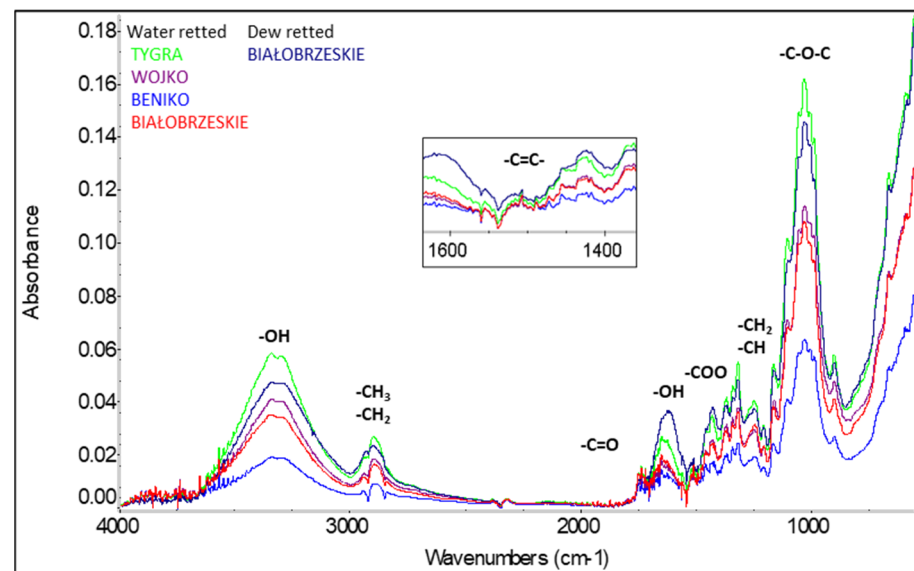 Water retted Dew retted
TYGRA BIAŁOBRZESKIE
WOJKO
BENIKO
BIAŁOBRZESKIE
-C-O-C
-C=C-
1600 1400
0.18
0.16
0.14
0.12
0.10
0.08
0.06
0.04
0.02
0.00
Absorbance
-OH
-CH₃
-CH₂
-C=O
-OH
-COO
-CH₂
-CH
4000 3000 2000 1000
Wavenumbers (cm-1)